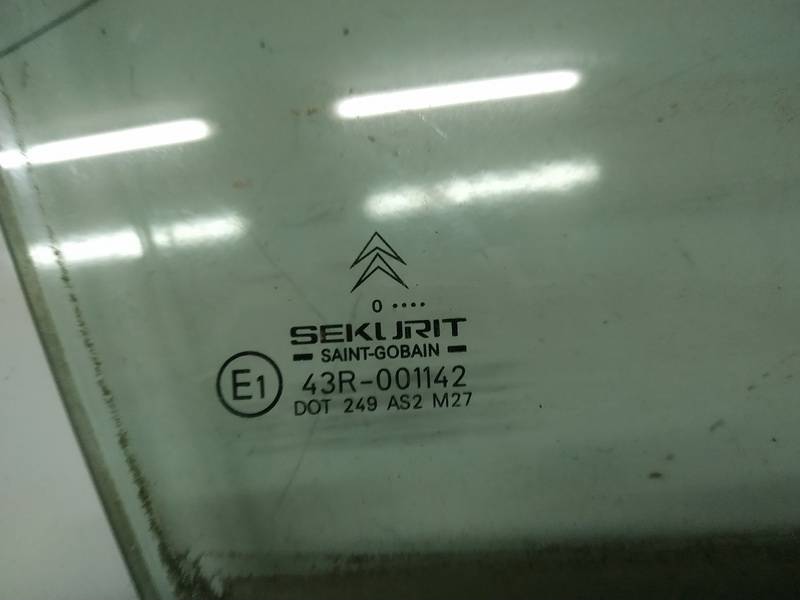 0 ....
SEKURIT
SAINT-GOBAIN
E1 43R-001142
DOT 249 AS2 M27